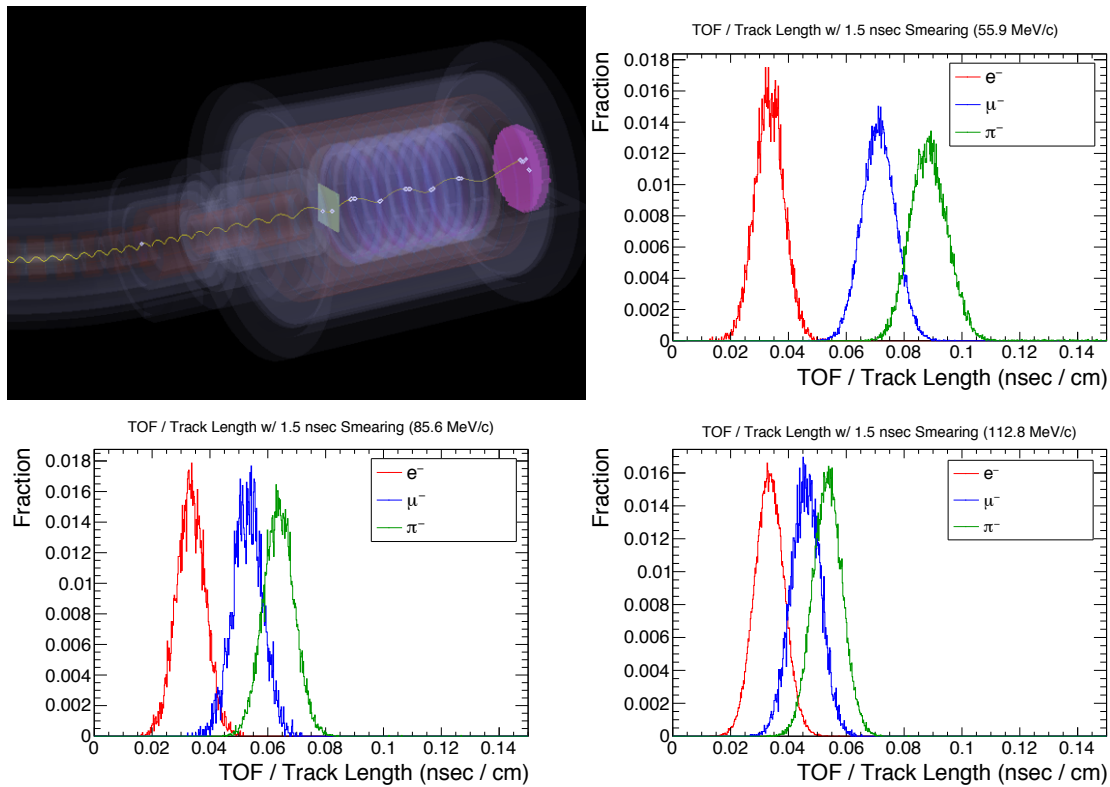 TOF / Track Length w/ 1.5 nsec Smearing (55.9 MeV/c)
Fraction
0.018
0.016
0.014
0.012
0.01
0.008
0.006
0.004
0.002
0
e⁻
μ⁻
π⁻
0 0.02 0.04 0.06 0.08 0.1 0.12 0.14
TOF / Track Length (nsec / cm)
TOF / Track Length w/ 1.5 nsec Smearing (85.6 MeV/c)
Fraction
0.018
0.016
0.014
0.012
0.01
0.008
0.006
0.004
0.002
0
e⁻
μ⁻
π⁻
0 0.02 0.04 0.06 0.08 0.1 0.12 0.14
TOF / Track Length (nsec / cm)
TOF / Track Length w/ 1.5 nsec Smearing (112.8 MeV/c)
Fraction
0.016
0.014
0.012
0.01
0.008
0.006
0.004
0.002
0
e⁻
μ⁻
π⁻
0 0.02 0.04 0.06 0.08 0.1 0.12 0.14
TOF / Track Length (nsec / cm)